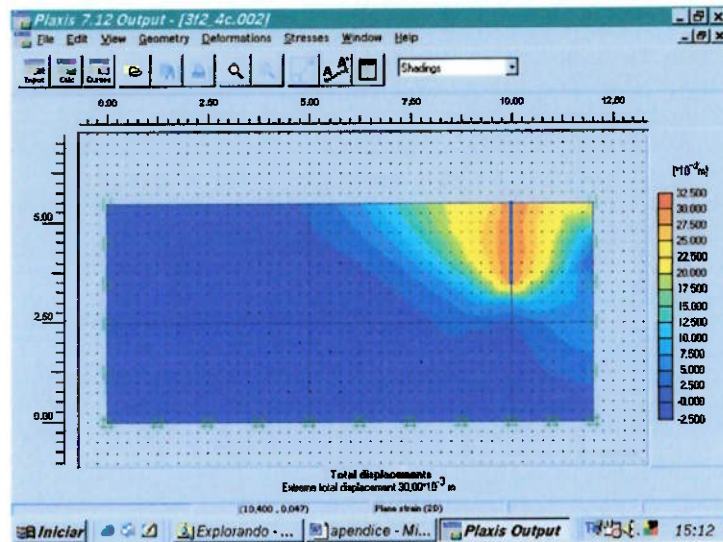 Plaxis 7.12 Output - [3f2_4c.002]
File Edit View Geometry Deformations Stresses Window Help
Input Calc Curves Shadings
0.00 2.50 5.00 7.50 10.00 12.50
[*10⁻³m]
32.500
30.000
27.500
25.000
22.500
20.000
17.500
15.000
12.500
10.000
7.500
5.000
2.500
-0.000
-2.500
5.00
2.50
0.00
Total displacements
Extreme total displacement 30,00*10⁻³ m
(10,400 , 0,047) Plane strain (2D)
Iniciar Explorando - ... apendice - Mi... Plaxis Output 15:12